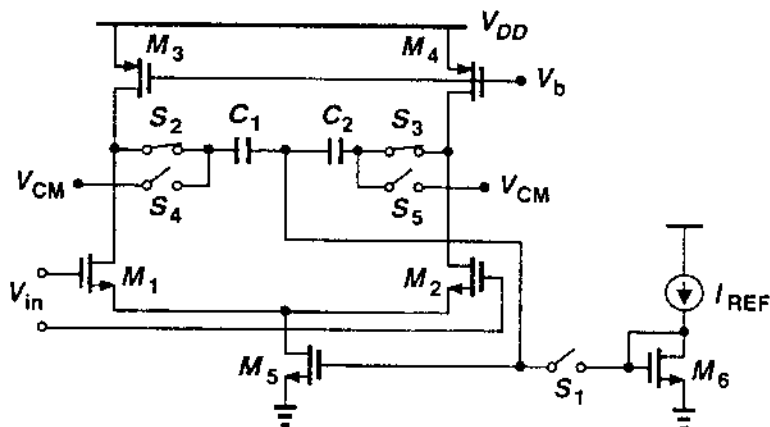 V_DD
M_3
M_4
V_b
S_2
C_1
C_2
S_3
V_CM
S_4
S_5
V_CM
V_in
M_1
M_2
I_REF
M_5
S_1
M_6